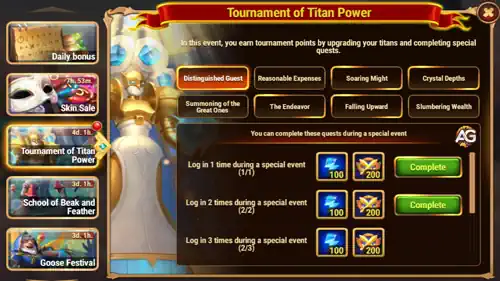 Tournament of Titan Power
In this event, you earn tournament points by upgrading your titans and completing special
quests.
Daily bonus
7h. 53m.
Skin Sale
4d. 1h.
Tournament of Titan
Power
3d. 1h.
School of Beak and
Feather
3d. 1h.
Goose Festival
Distinguished Guest
Reasonable Expenses
Soaring Might
Crystal Depths
Summoning of the
Great Ones
The Endeavor
Falling Upward
Slumbering Wealth
You can complete these quests during a special event
AG
Log in 1 time during a special event
(1/1)
100
200
Complete
Log in 2 times during a special event
(2/2)
100
200
Complete
Log in 3 times during a special event
(2/3)
100
200